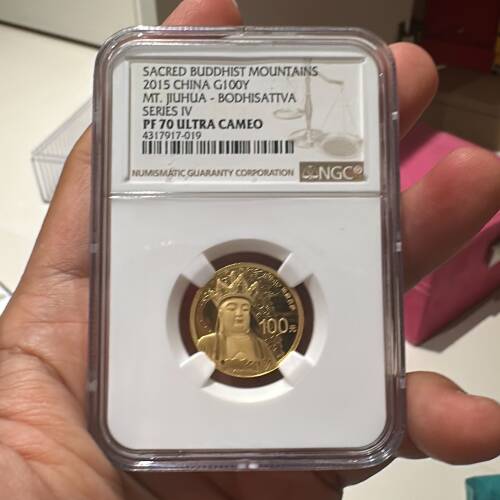 SACRED BUDDHIST MOUNTAINS
2015 CHINA G100Y
MT. JIUHUA - BODHISATTVA
SERIES IV
PF 70 ULTRA CAMEO
4317917-019
NUMISMATIC GUARANTY CORPORATION NGC®
100元